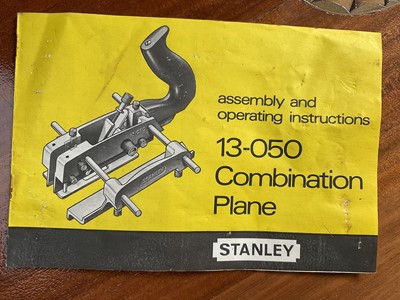 assembly and
operating instructions
13-050
Combination
Plane
STANLEY